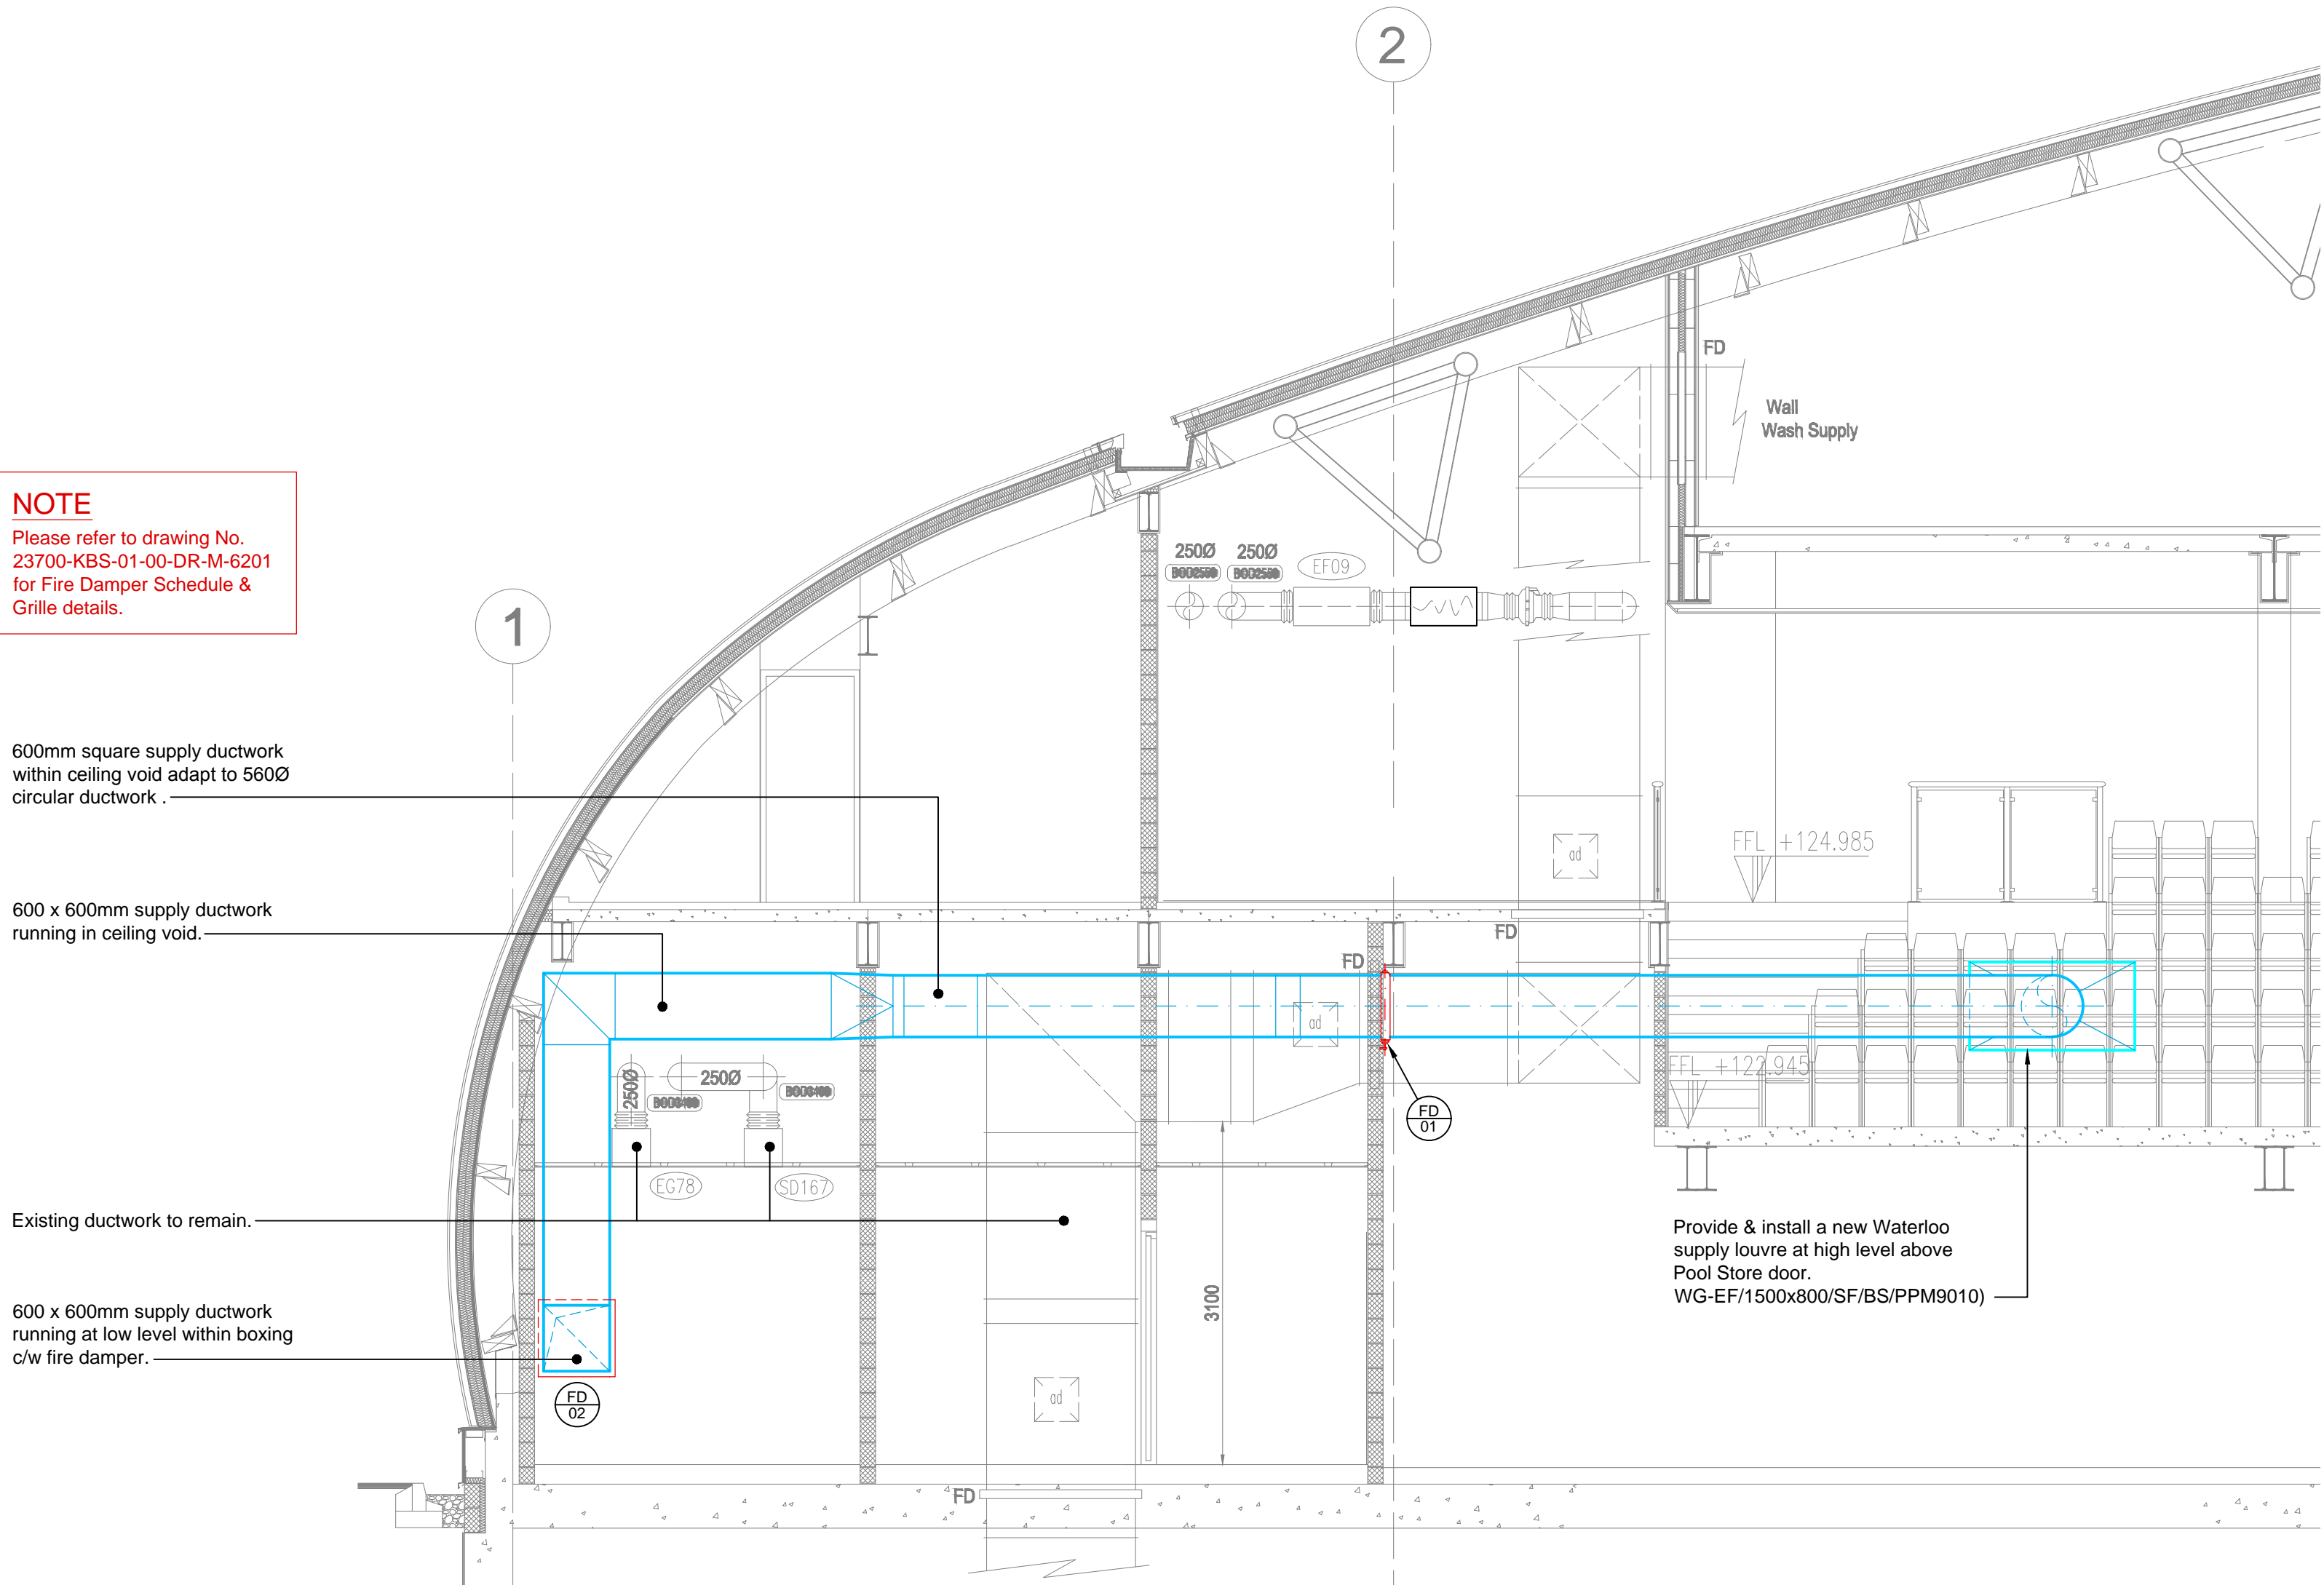 2
FD
Wall
Wash Supply
NOTE
Please refer to drawing No.
23700-KBS-01-00-DR-M-6201
for Fire Damper Schedule &
Grille details.
250Ø
250Ø
EF09
1
600mm square supply ductwork
within ceiling void adapt to 560Ø
circular ductwork .
FFL +124.985
ad
600 x 600mm supply ductwork
running in ceiling void.
FD
FD
ad
FFL +122.945
250Ø
250Ø
FD
01
EG78
SD167
Existing ductwork to remain.
3100
Provide & install a new Waterloo
supply louvre at high level above
Pool Store door.
WG-EF/1500x800/SF/BS/PPM9010)
600 x 600mm supply ductwork
running at low level within boxing
c/w fire damper.
FD
02
ad
FD